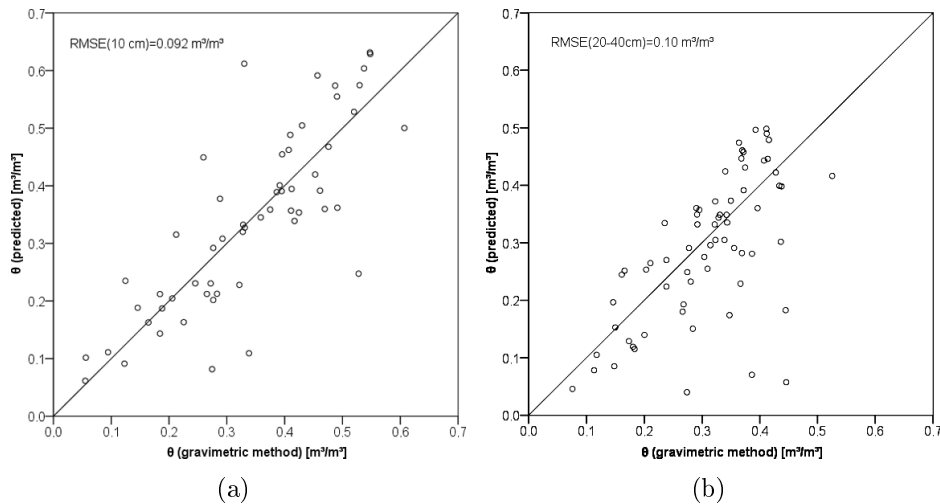 RMSE(10 cm)=0.092 m³/m³
0.7
0.6
0.5
0.4
0.3
0.2
0.1
0.0
θ (predicted) [m³/m³]
0.0 0.1 0.2 0.3 0.4 0.5 0.6 0.7
θ (gravimetric method) [m³/m³]
(a)
RMSE(20-40cm)=0.10 m³/m³
0.7
0.6
0.5
0.4
0.3
0.2
0.1
0.0
θ (predicted) [m³/m³]
0.0 0.1 0.2 0.3 0.4 0.5 0.6 0.7
θ (gravimetric method) [m³/m³]
(b)